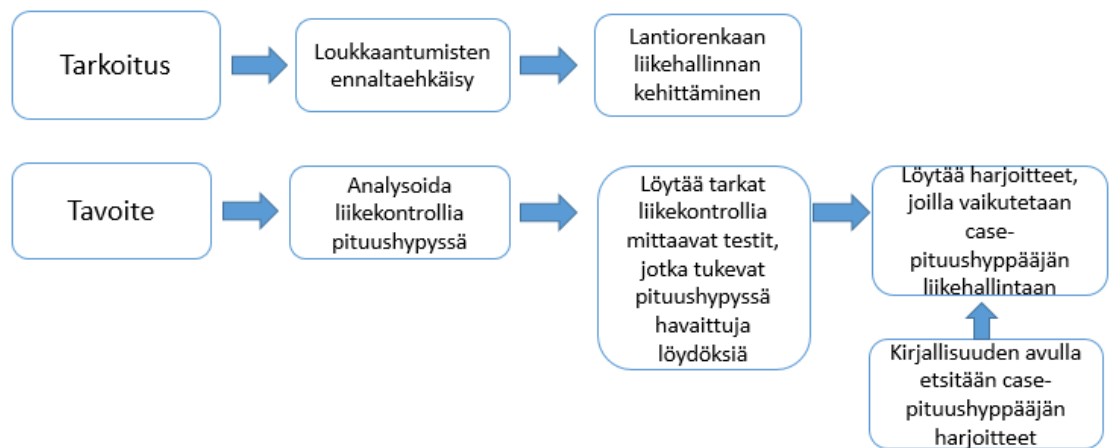 Tarkoitus
Loukkaantumisten
ennaltaehkäisy
Lantiorenkaan
liikehallinnan
kehittäminen
Tavoite
Analysoida
liikekontrollia
pituushypyssä
Löytää tarkat
liikekontrollia
mittaavat testit,
jotka tukevat
pituushypyssä
havaittuja
löydöksiä
Löytää harjoitteet,
joilla vaikutetaan
case-
pituushyppääjän
liikehallintaan
Kirjallisuuden avulla
etsitään case-
pituushyppääjän
harjoitteet